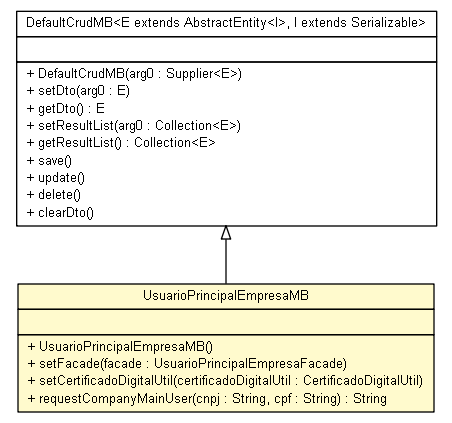 DefaultCrudMB<E extends AbstractEntity<I>, I extends Serializable>
+ DefaultCrudMB(arg0 : Supplier<E>)
+ setDto(arg0 : E)
+ getDto() : E
+ setResultList(arg0 : Collection<E>)
+ getResultList() : Collection<E>
+ save()
+ update()
+ delete()
+ clearDto()
UsuarioPrincipalEmpresaMB
+ UsuarioPrincipalEmpresaMB()
+ setFacade(facade : UsuarioPrincipalEmpresaFacade)
+ setCertificadoDigitalUtil(certificadoDigitalUtil : CertificadoDigitalUtil)
+ requestCompanyMainUser(cnpj : String, cpf : String) : String